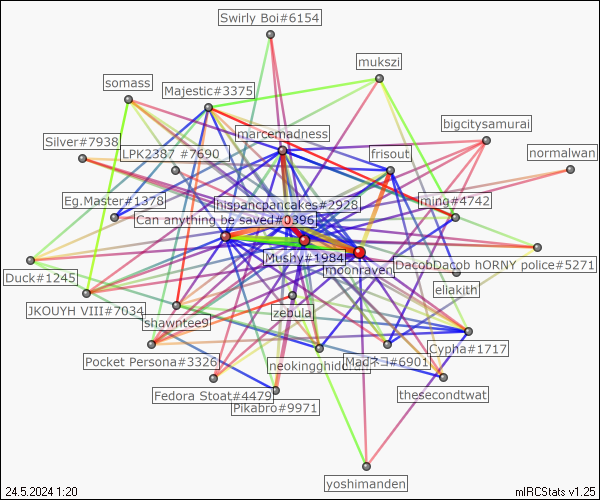 Swirly Boi#6154
mukszi
somass
Majestic#3375
bigcitysamurai
marcemadness
Silver#7938
LPK2387 #7690
frisout
normalwan
Eg.Master#1378
hispancpancakes#2928
ming#4742
Can anything be saved#0396
Mushy#1984
moonraven
DacobDacob hORNY police#5271
Duck#1245
eliakith
JKOUYH VIII#7034
shawntee9
zebula
Cypha#1717
Pocket Persona#3326
Fedora Stoat#4479
Pikabro#9971
thesecondtwat
yoshimanden
24.5.2024 1:20
mIRCStats v1.25